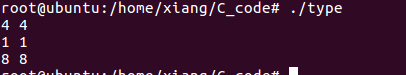 root@ubuntu:/home/xiang/C_code# ./type
4 4
1 1
8 8
root@ubuntu:/home/xiang/C_code#